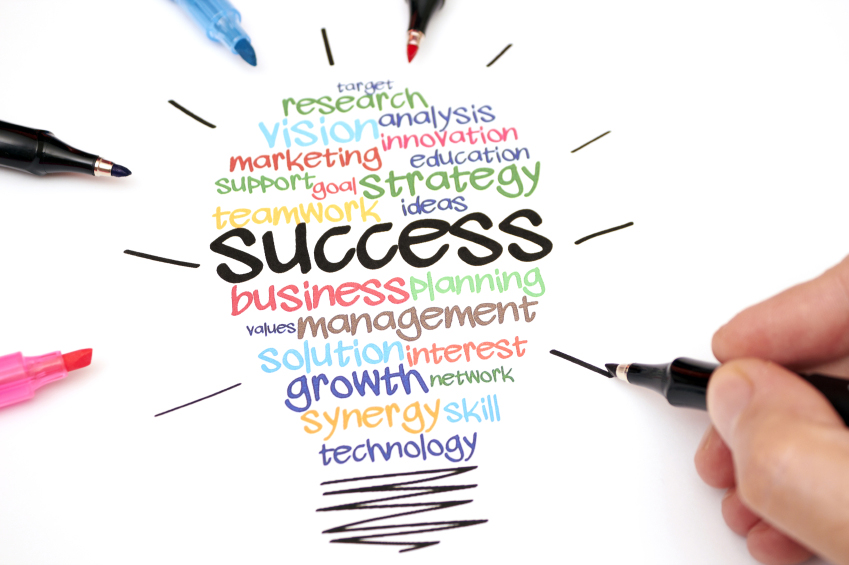 target
research
vision analysis
innovation
marketing education
support goal strategy
teamwork ideas
success
business planning
values management
solution interest
growth network
synergy skill
technology